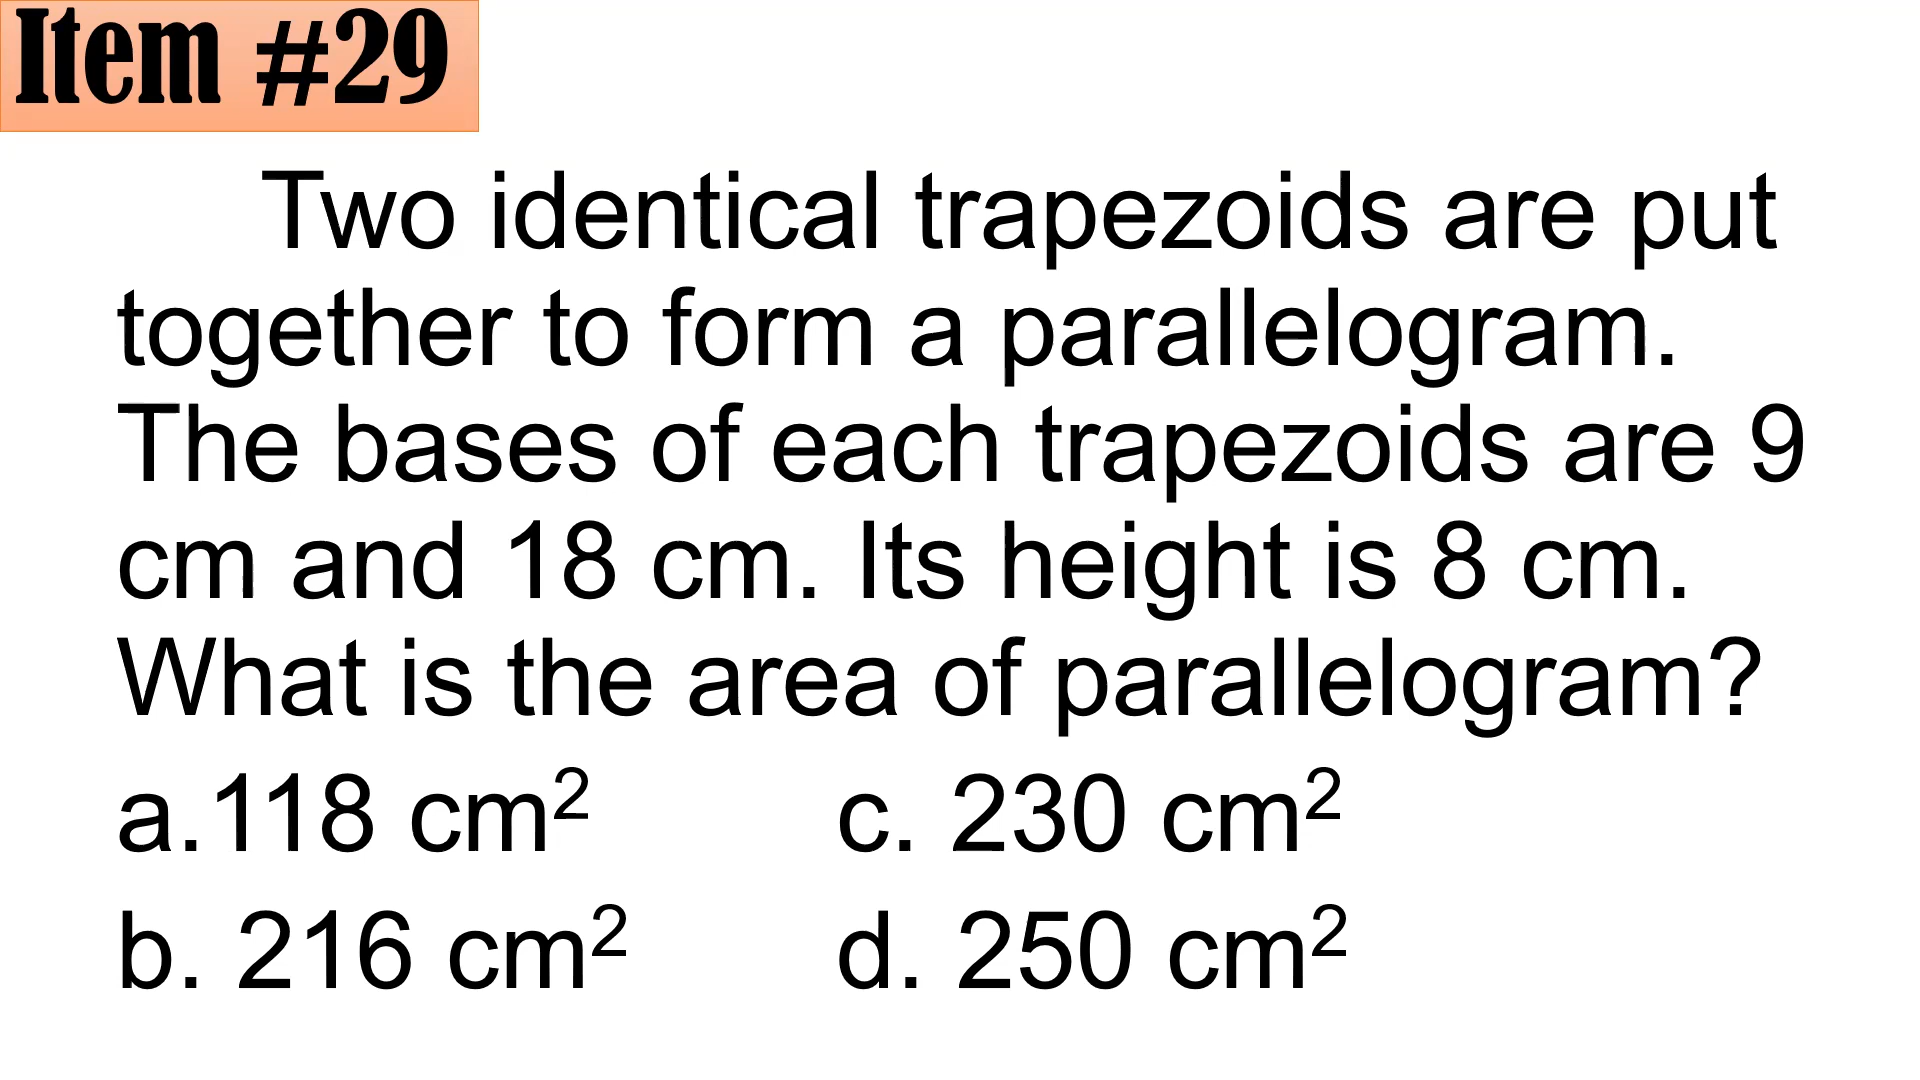 Item #29
Two identical trapezoids are put
together to form a parallelogram.
The bases of each trapezoids are 9
cm and 18 cm. Its height is 8 cm.
What is the area of parallelogram?
a.118 cm² c. 230 cm²
b. 216 cm² d. 250 cm²